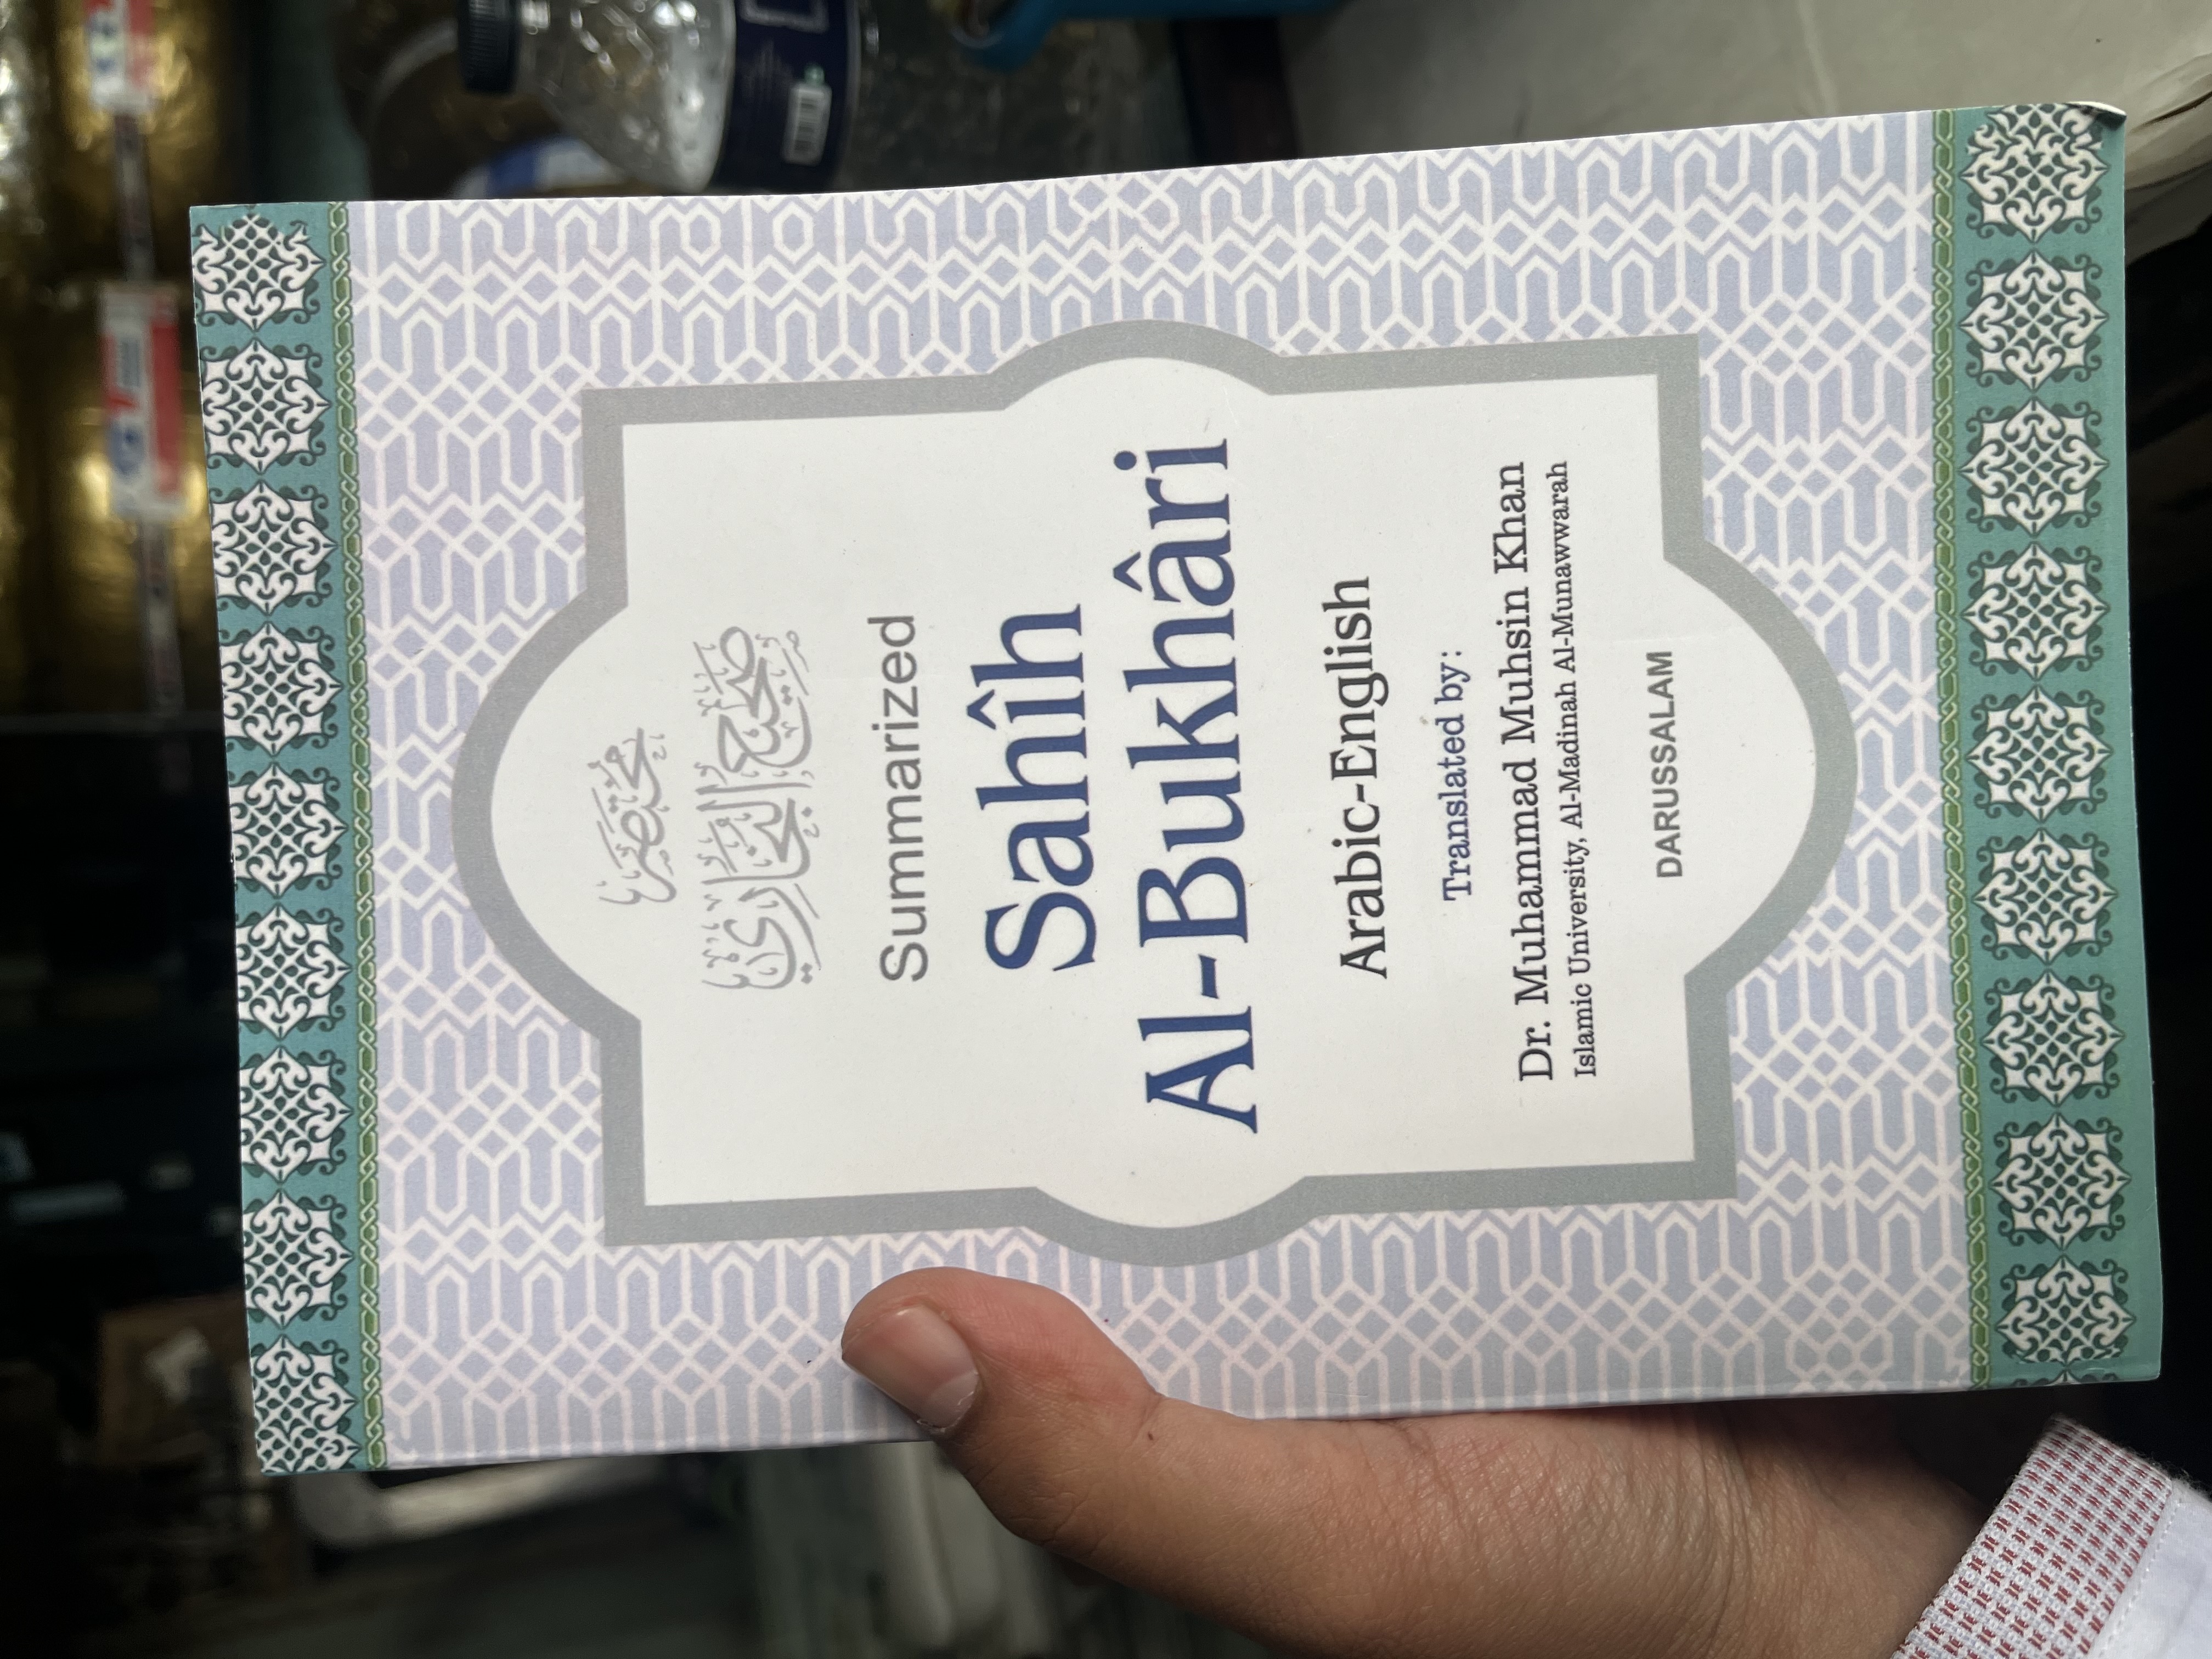 مختصر
صحيح البخاري
Summarized
Sahîh
Al-Bukhâri
Arabic-English
Translated by:
Dr. Muhammad Muhsin Khan
Islamic University, Al-Madinah Al-Munawwarah
DARUSSALAM